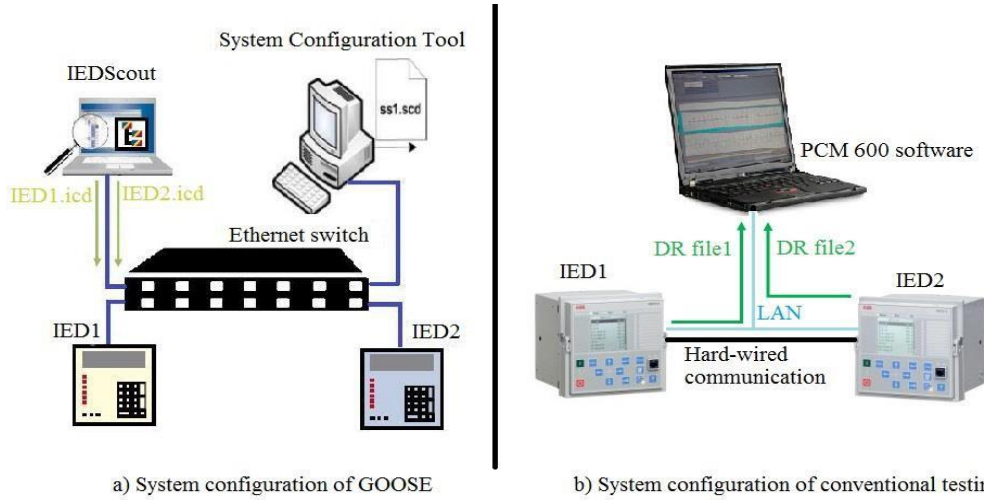 System Configuration Tool
IEDScout
ss1.scd
IED1.icd
IED2.icd
Ethernet switch
IED1
IED2
a) System configuration of GOOSE
PCM 600 software
DR file1
DR file2
IED1
IED2
LAN
Hard-wired
communication
b) System configuration of conventional testin